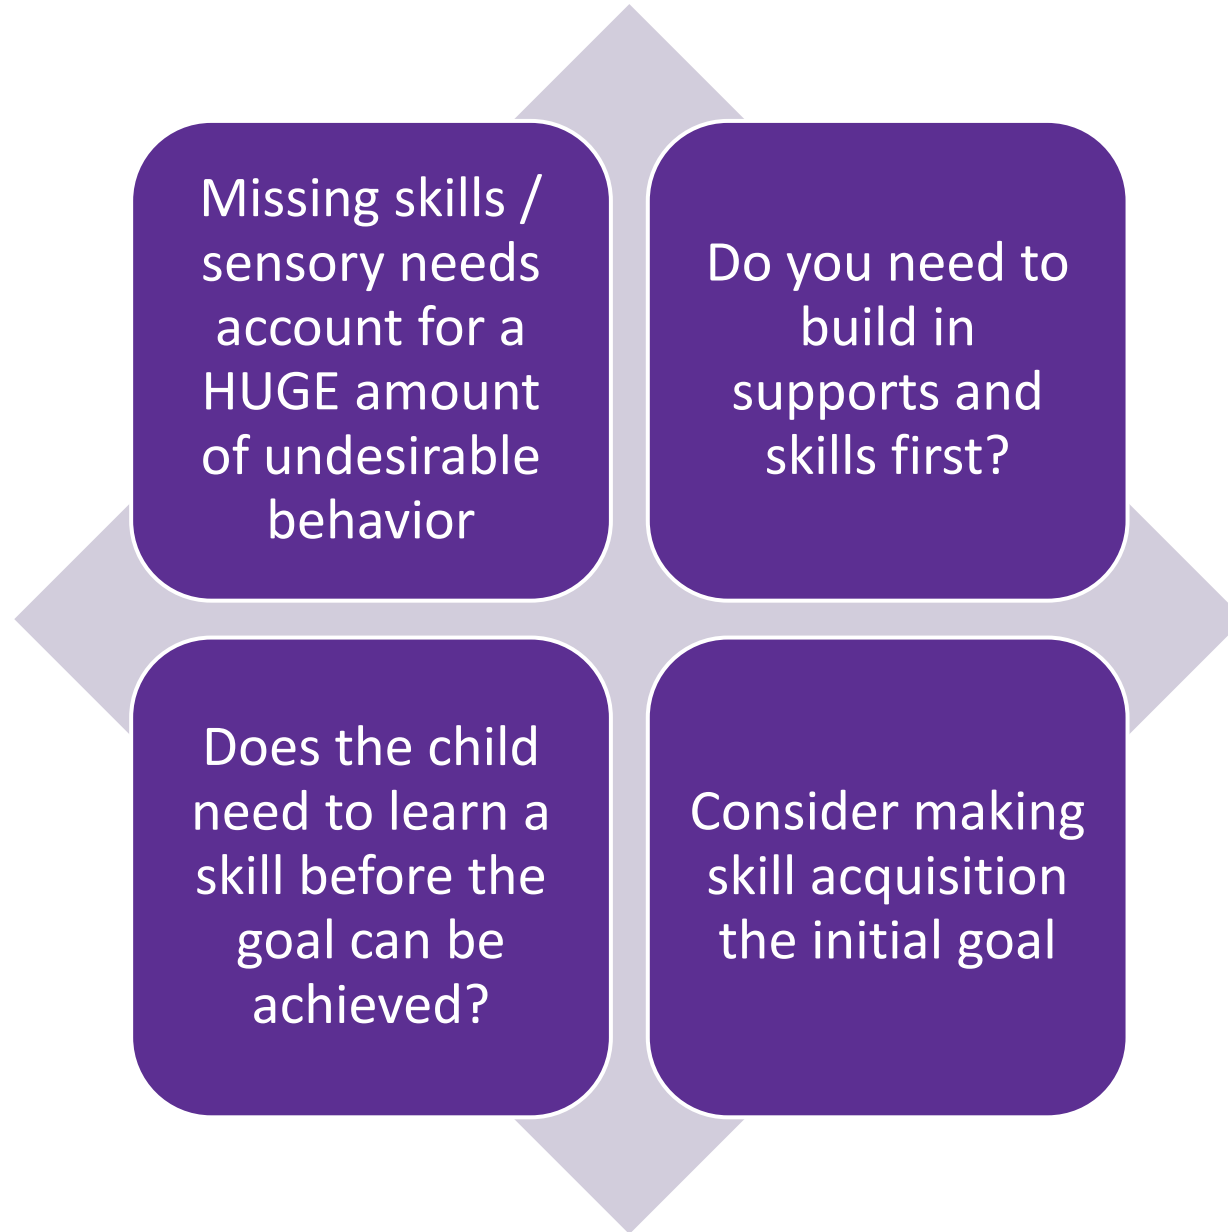 Missing skills /
sensory needs
account for a
HUGE amount
of undesirable
behavior
Do you need to
build in
supports and
skills first?
Does the child
need to learn a
skill before the
goal can be
achieved?
Consider making
skill acquisition
the initial goal